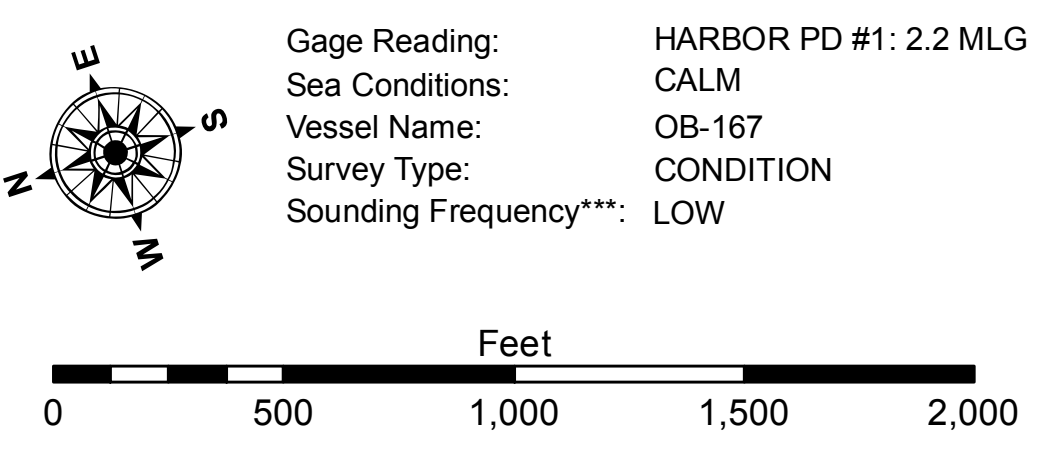 E
S
N
W
Gage Reading: HARBOR PD #1: 2.2 MLG
Sea Conditions: CALM
Vessel Name: OB-167
Survey Type: CONDITION
Sounding Frequency***: LOW
Feet
0 500 1,000 1,500 2,000